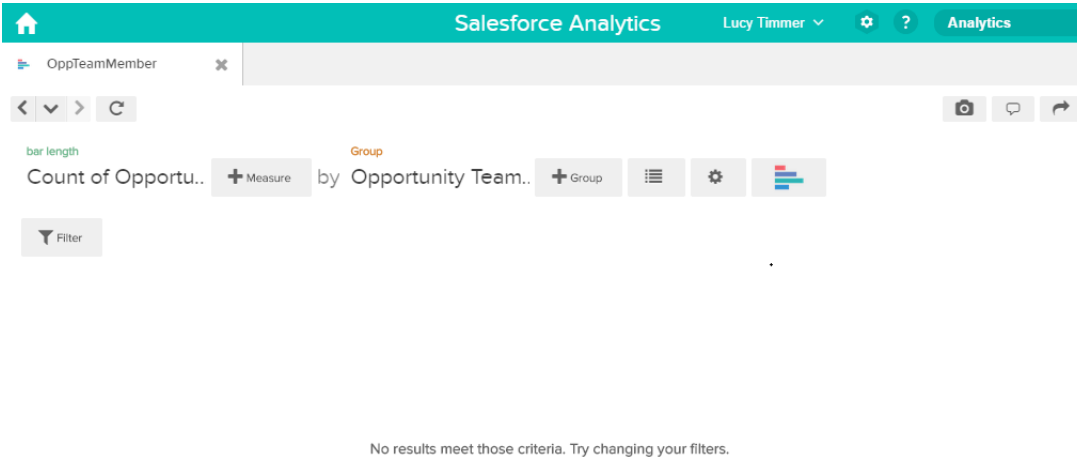 Salesforce Analytics Lucy Timmer ? Analytics
OppTeamMember
bar length Group
Count of Opportu.. Measure by Opportunity Team.. Group
Filter
No results meet those criteria. Try changing your filters.